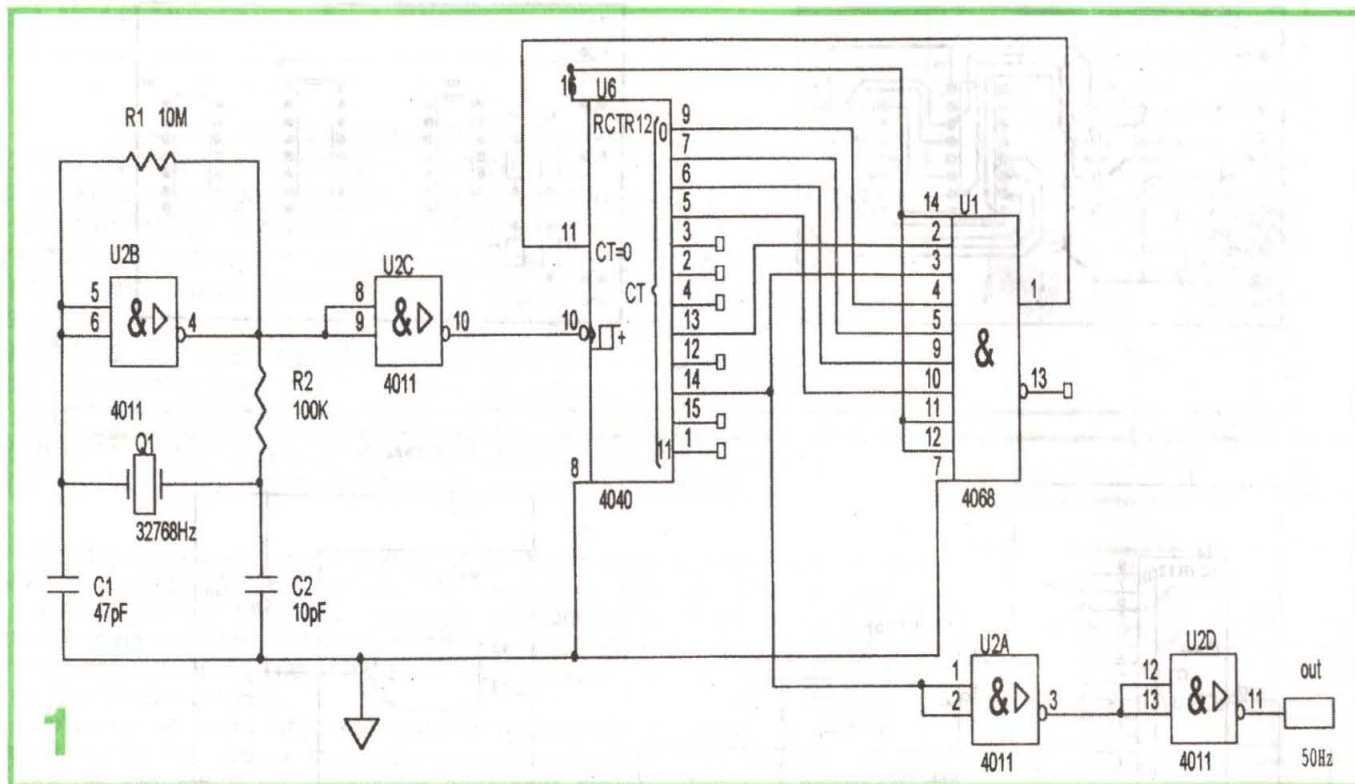 R1 10M
U2B
5
6
&
4
4011
Q1
32768Hz
C1
47pF
C2
10pF
R2
100K
U2C
8
9
&
10
4011
16
U6
RCTR12
0
11
CT=0
CT
10
+
11
8
4040
9
7
6
5
3
2
4
13
12
14
15
1
14
U1
2
3
4
5
9
10
11
12
7
&
1
13
4068
U2A
1
2
&
3
4011
U2D
12
13
&
11
4011
out
50Hz
1